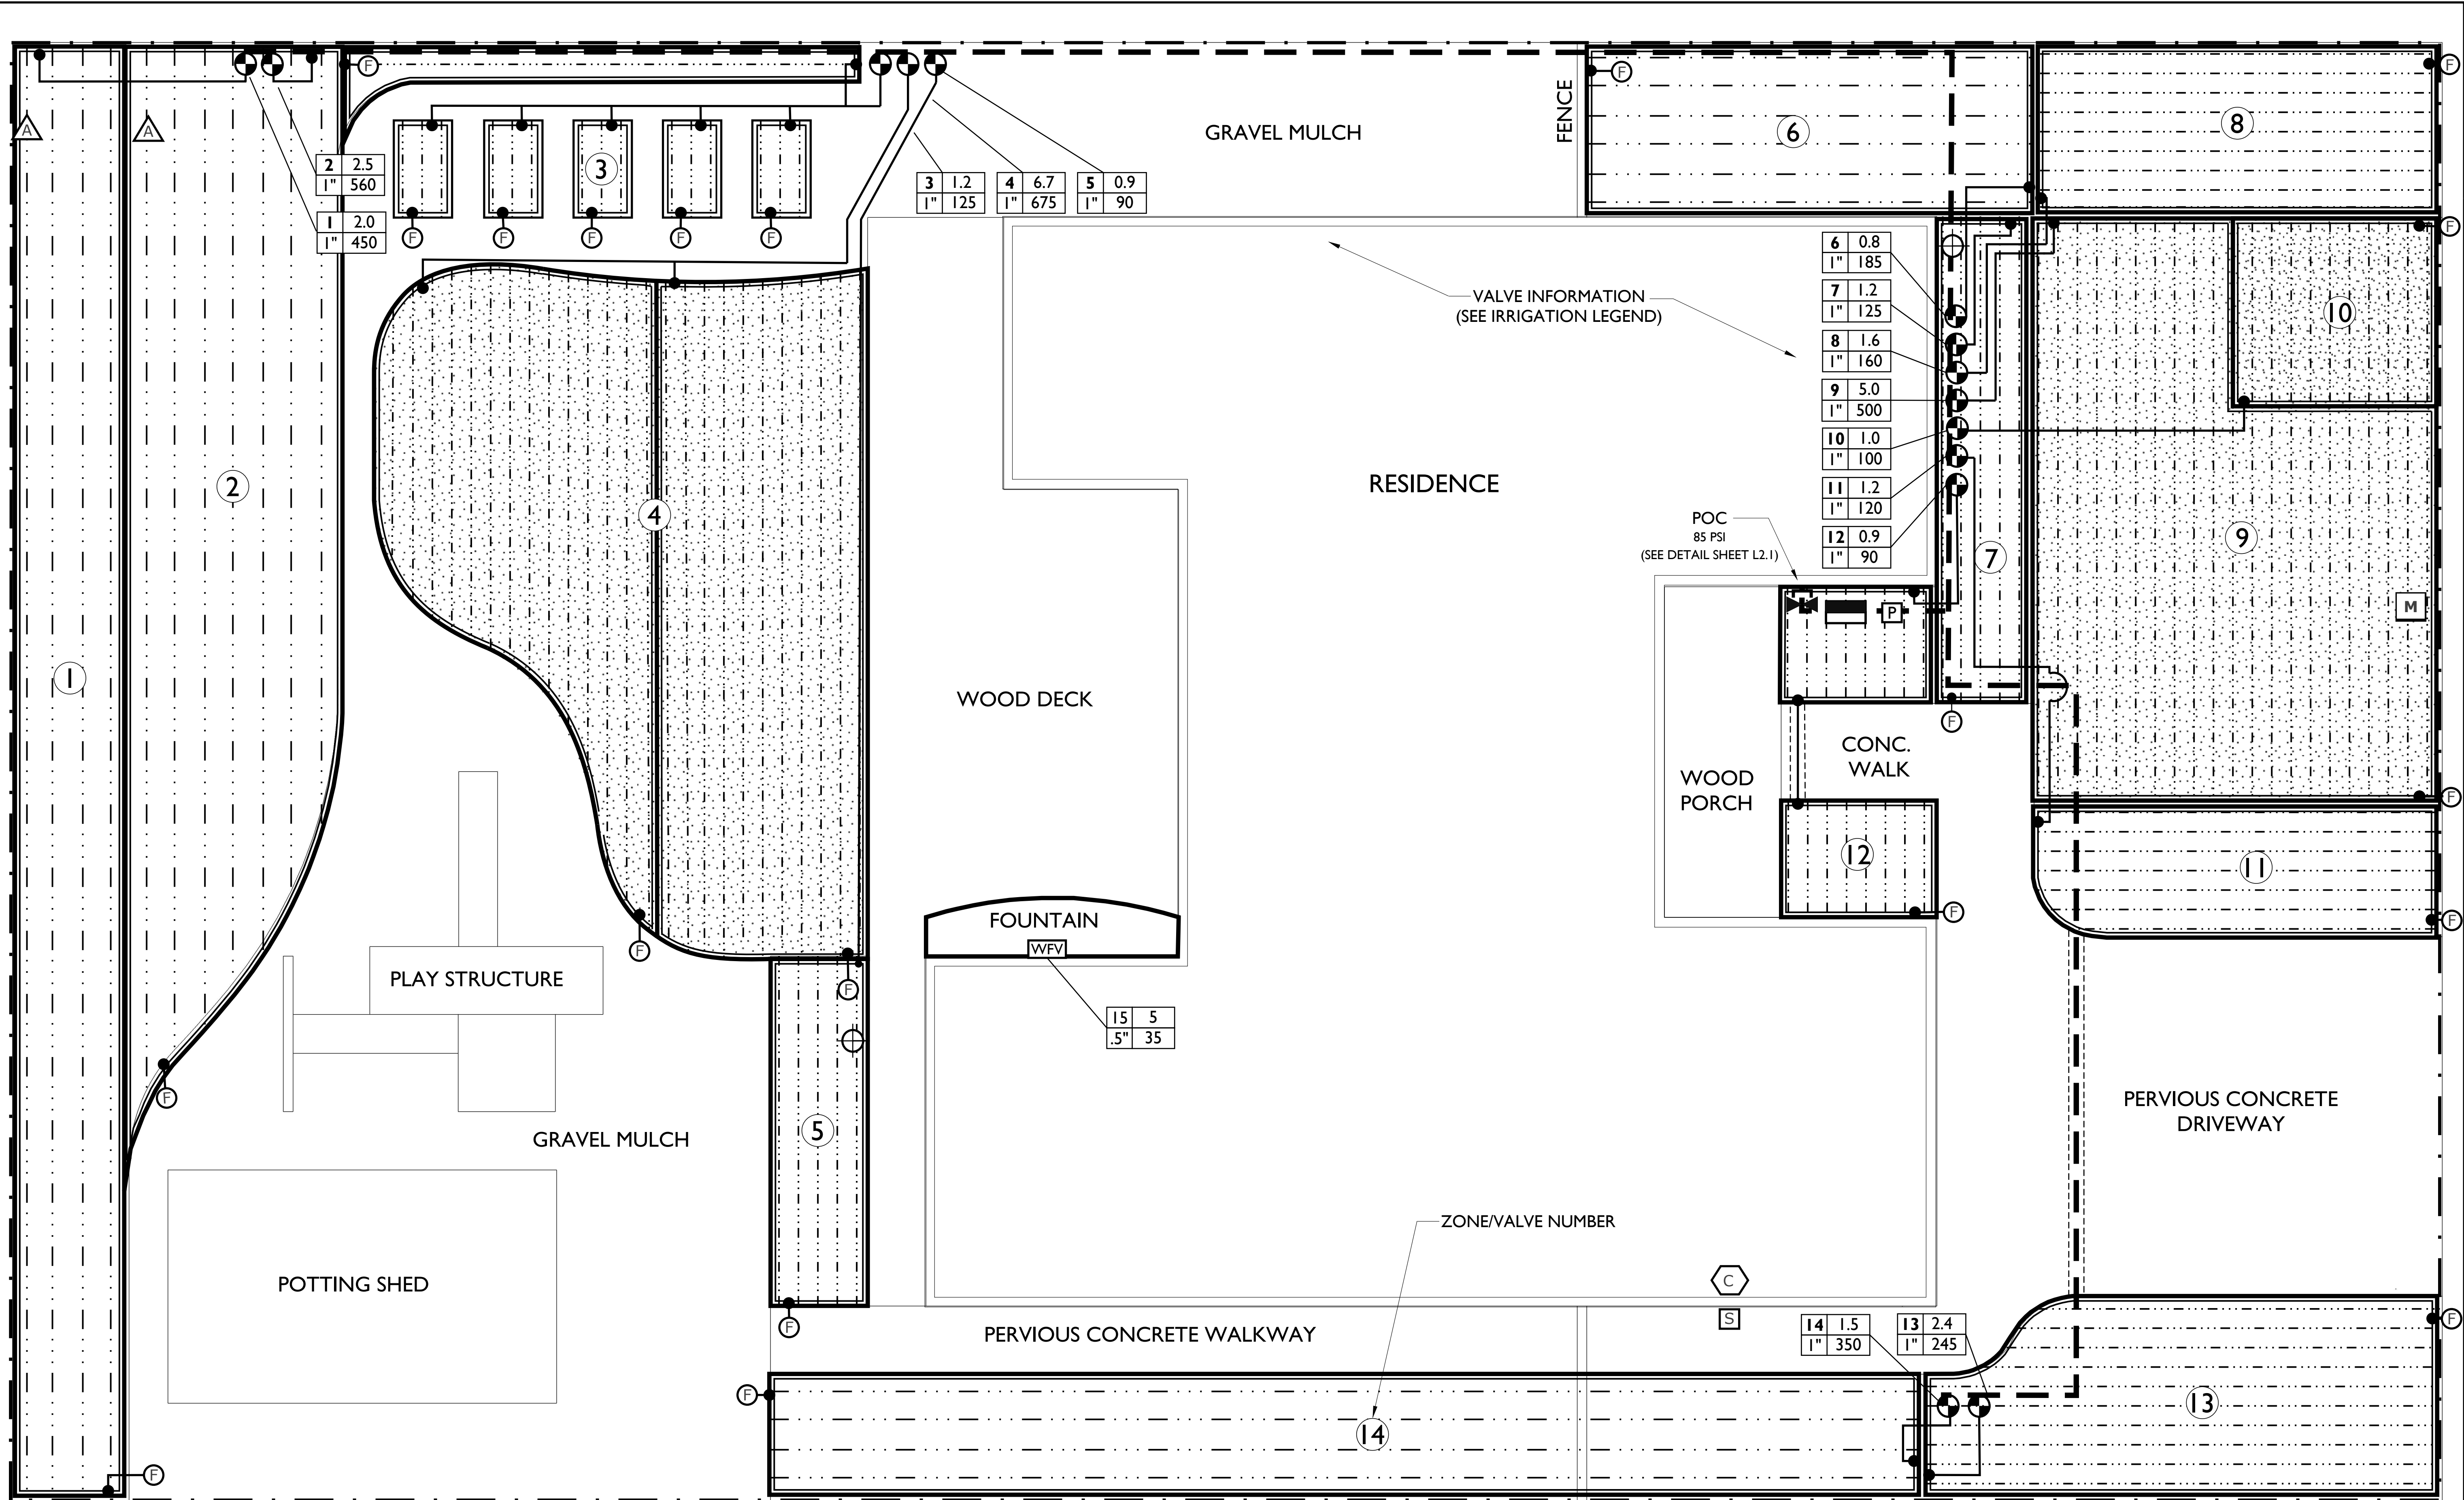 F
F
F
A
A
FENCE
GRAVEL MULCH
6
8
2 2.5
1" 560
3
3 1.2
1" 125
4 6.7
1" 675
5 0.9
1" 90
1 2.0
1" 450
F
F
F
F
F
F
6 0.8
1" 185
7 1.2
1" 125
VALVE INFORMATION
(SEE IRRIGATION LEGEND)
10
8 1.6
1" 160
9 5.0
1" 500
10 1.0
1" 100
2
RESIDENCE
11 1.2
1" 120
4
POC
85 PSI
(SEE DETAIL SHEET L2.1)
12 0.9
1" 90
9
7
P
M
1
WOOD DECK
F
CONC.
WALK
WOOD
PORCH
F
12
11
FOUNTAIN
WFV
F
F
F
PLAY STRUCTURE
F
15 5
.5" 35
F
PERVIOUS CONCRETE
DRIVEWAY
GRAVEL MULCH
5
ZONE/VALVE NUMBER
POTTING SHED
C
S
F
F
PERVIOUS CONCRETE WALKWAY
14 1.5
1" 350
13 2.4
1" 245
F
13
14
F